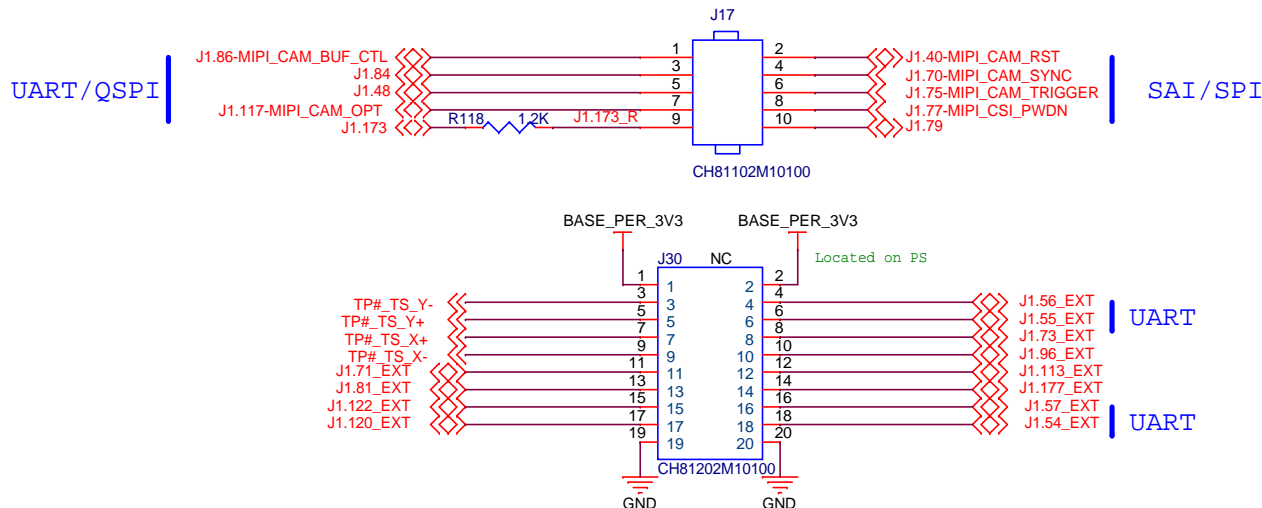 J17
J1.86-MIPI_CAM_BUF_CTL 1 2 J1.40-MIPI_CAM_RST
J1.84 3 4 J1.70-MIPI_CAM_SYNC
UART/QSPI J1.48 5 6 J1.75-MIPI_CAM_TRIGGER SAI/SPI
J1.117-MIPI_CAM_OPT 7 8 J1.77-MIPI_CSI_PWDN
J1.173 R118 1.2K J1.173_R 9 10 J1.79
CH81102M10100
BASE_PER_3V3 BASE_PER_3V3
J30 NC Located on PS
1 1 2 2
TP#_TS_Y- 3 3 4 4 J1.56_EXT
TP#_TS_Y+ 5 5 6 6 J1.55_EXT UART
TP#_TS_X+ 7 7 8 8 J1.73_EXT
TP#_TS_X- 9 9 10 10 J1.96_EXT
J1.71_EXT 11 11 12 12 J1.113_EXT
J1.81_EXT 13 13 14 14 J1.177_EXT
J1.122_EXT 15 15 16 16 J1.57_EXT
J1.120_EXT 17 17 18 18 J1.54_EXT UART
19 19 20 20
CH81202M10100
GND GND